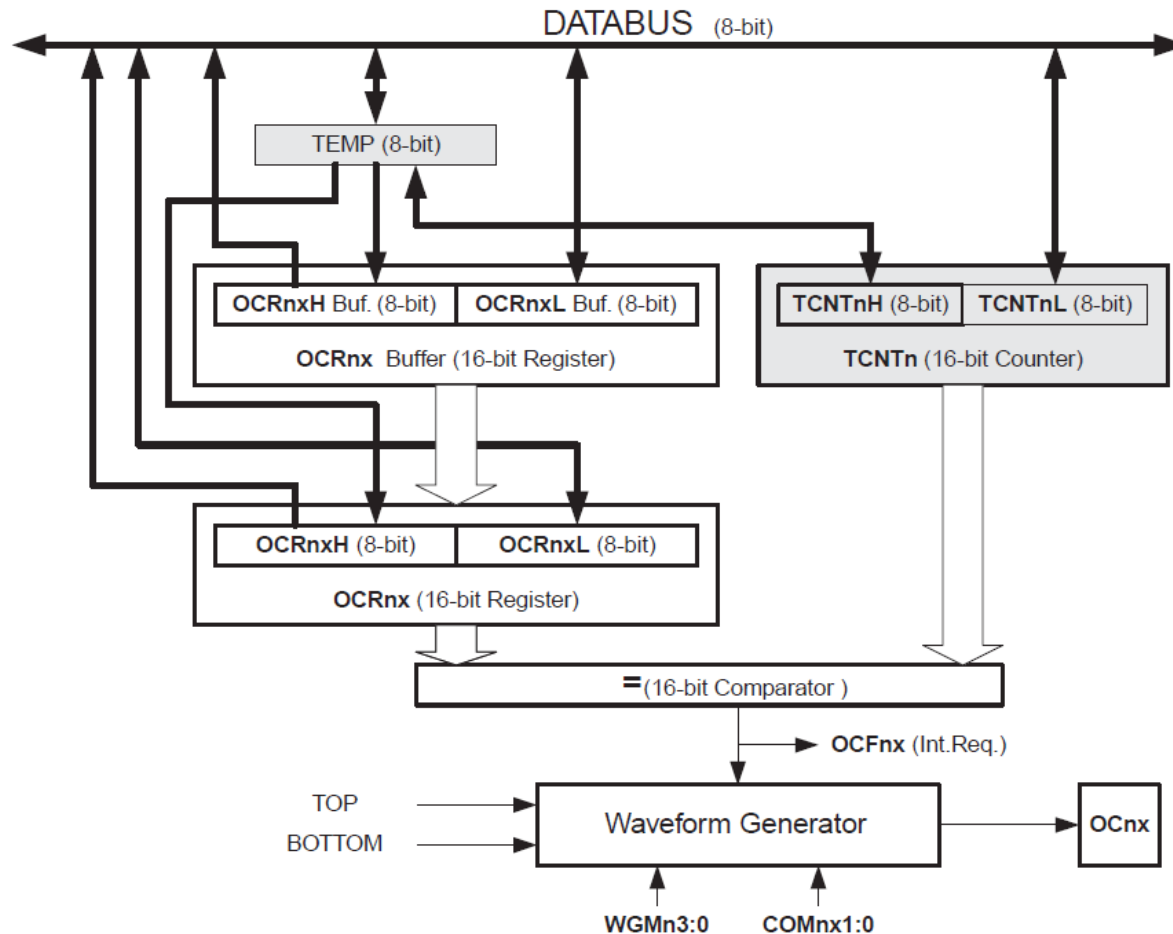 DATABUS (8-bit)
TEMP (8-bit)
OCRnxH Buf. (8-bit) OCRnxL Buf. (8-bit)
TCNTnH (8-bit) TCNTnL (8-bit)
OCRnx Buffer (16-bit Register)
TCNTn (16-bit Counter)
OCRnxH (8-bit) OCRnxL (8-bit)
OCRnx (16-bit Register)
= (16-bit Comparator )
OCFnx (Int.Req.)
TOP
BOTTOM
Waveform Generator
OCnx
WGMn3:0 COMnx1:0